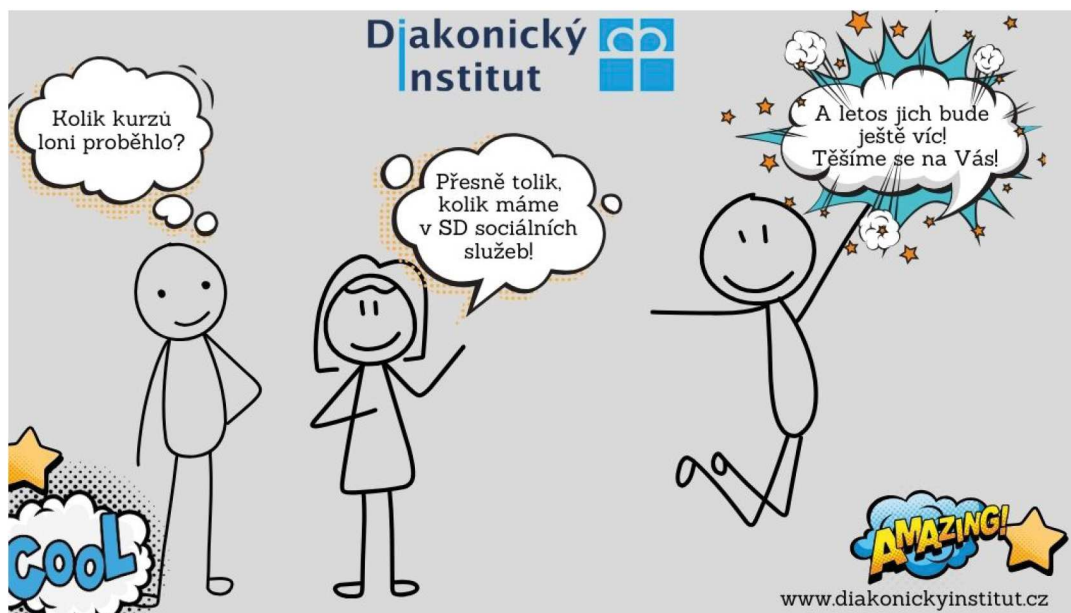 Diakonický
Institut
Kolik kurzů
loni proběhlo?
Přesně tolik,
kolik máme
v SD sociálních
služeb!
A letos jich bude
ještě víc!
Těšíme se na Vás!
COOL
AMAZING!
www.diakonickyinstitut.cz